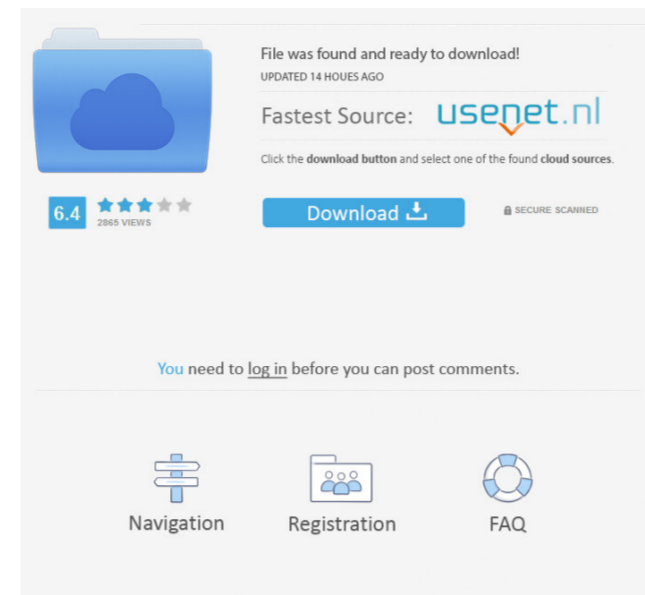 File was found and ready to download!
UPDATED 14 HOUES AGO
Fastest Source: usenet.nl
Click the download button and select one of the found cloud sources.
6.4
2865 VIEWS
Download
SECURE SCANNED
You need to log in before you can post comments.
Navigation
Registration
FAQ